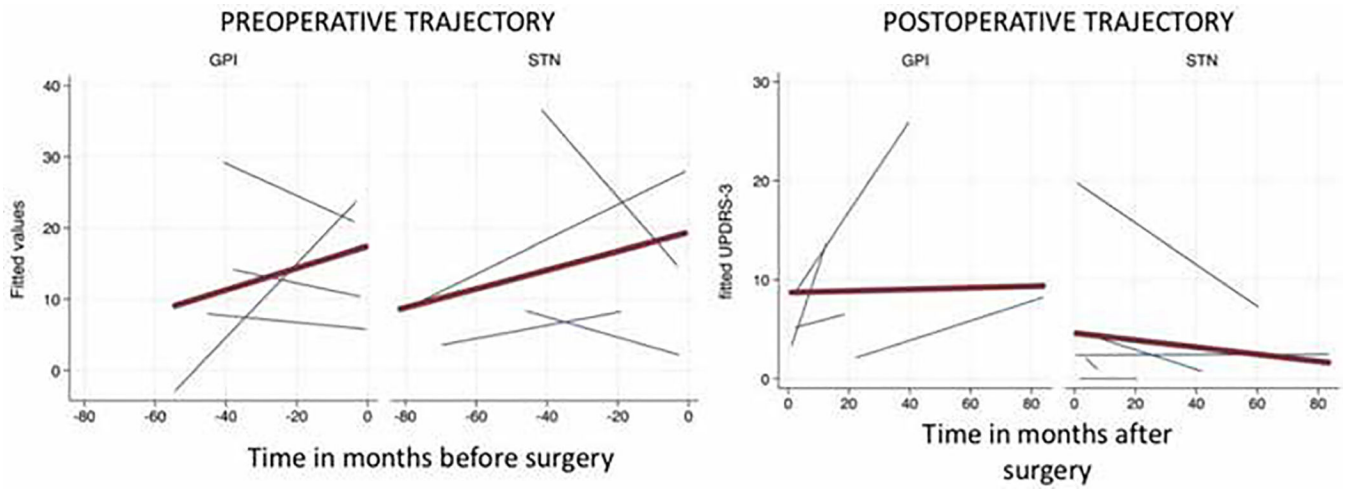 PREOPERATIVE TRAJECTORY
GPI STN
Fitted values
40
30
20
10
0
-80 -60 -40 -20 0 -80 -60 -40 -20 0
Time in months before surgery
POSTOPERATIVE TRAJECTORY
GPI STN
fitted UPDRS-3
30
20
10
0
0 20 40 60 80 0 20 40 60 80
Time in months after
surgery